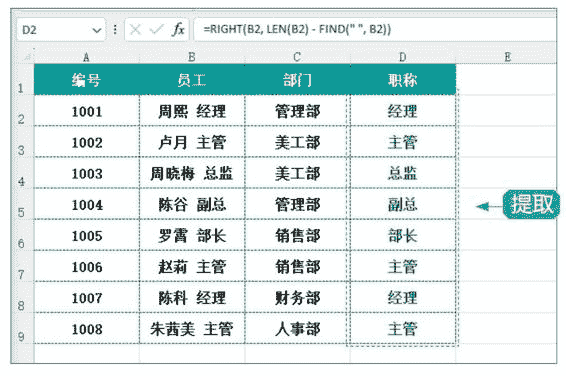 D2 fx =RIGHT(B2, LEN(B2) - FIND(" ", B2))
A B C D E
1 编号 员工 部门 职称
2 1001 周熙 经理 管理部 经理
3 1002 卢月 主管 美工部 主管
4 1003 周晓梅 总监 美工部 总监
5 1004 陈谷 副总 管理部 副总 提取
6 1005 罗霄 部长 销售部 部长
7 1006 赵莉 主管 销售部 主管
8 1007 陈科 经理 财务部 经理
9 1008 朱茜美 主管 人事部 主管